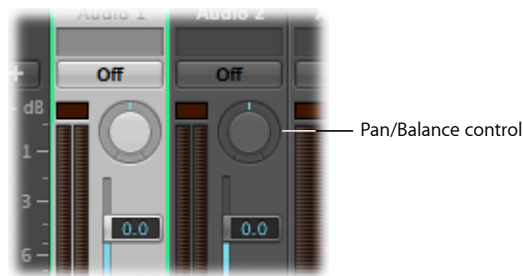 Audio 1 Audio 2
+ Off Off
dB
Pan/Balance control
1
3
0.0 0.0
6